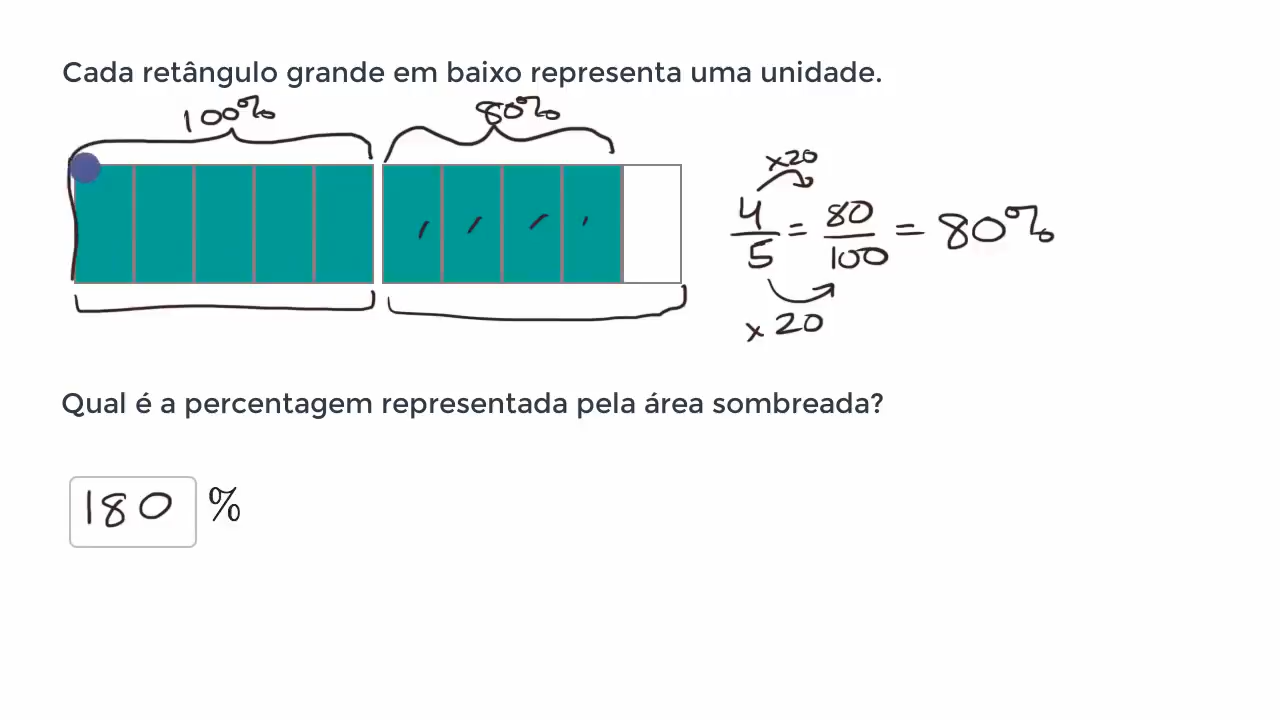 Cada retângulo grande em baixo representa uma unidade.
100% 80%
x20
4/5 = 80/100 = 80%
x 20
Qual é a percentagem representada pela área sombreada?
180 %